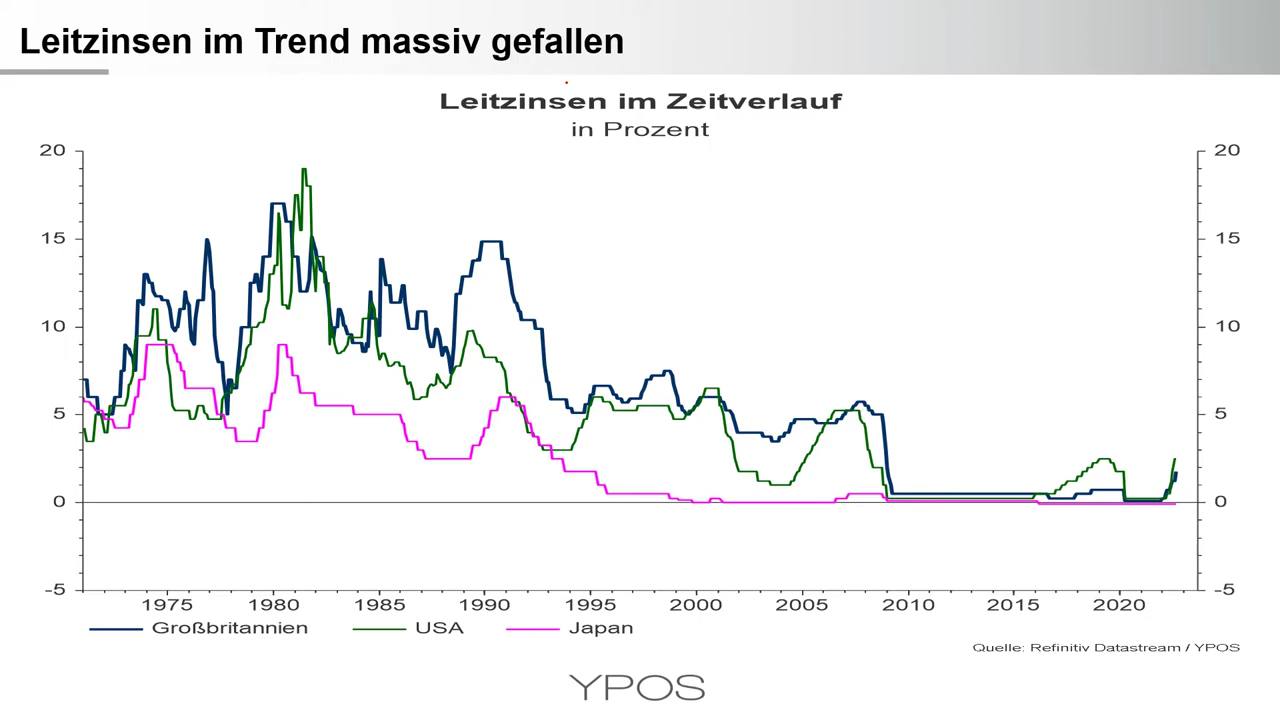 Leitzinsen im Trend massiv gefallen
Leitzinsen im Zeitverlauf
in Prozent
20 20
15 15
10 10
5 5
0 0
-5 -5
1975 1980 1985 1990 1995 2000 2005 2010 2015 2020
Großbritannien USA Japan
Quelle: Refinitiv Datastream / YPOS
YPOS